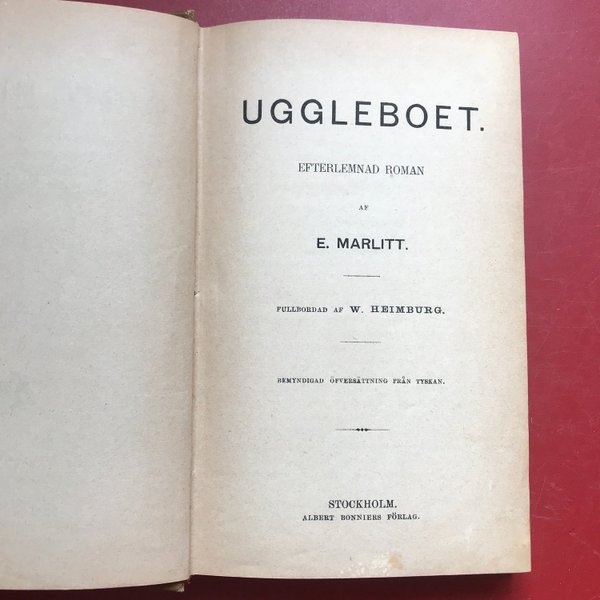 UGGLEBOET.
EFTERLEMNAD ROMAN
AF
E. MARLITT.
FULLBORDAD AF W. HEIMBURG.
BEMYNDIGAD ÖFVERSÄTTNING FRÅN TYSKAN.
STOCKHOLM.
ALBERT BONNIERS FÖRLAG.